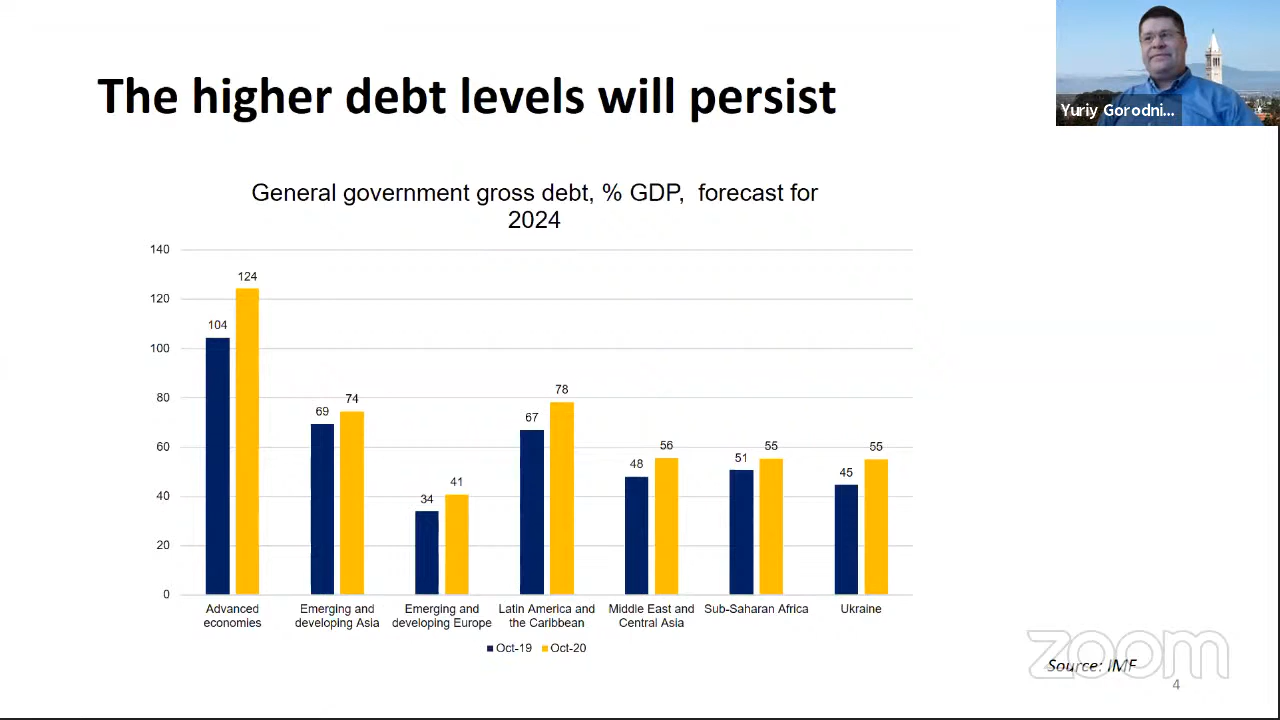 The higher debt levels will persist
Yuriy Gorodni...
General government gross debt, % GDP, forecast for
2024
140
120
100
80
60
40
20
0
104
124
69
74
34
41
67
78
48
56
51
55
45
55
Advanced
economies
Emerging and
developing Asia
Emerging and
developing Europe
Latin America and
the Caribbean
Middle East and
Central Asia
Sub-Saharan Africa
Ukraine
Oct-19 Oct-20
zoom
Source: IMF
4